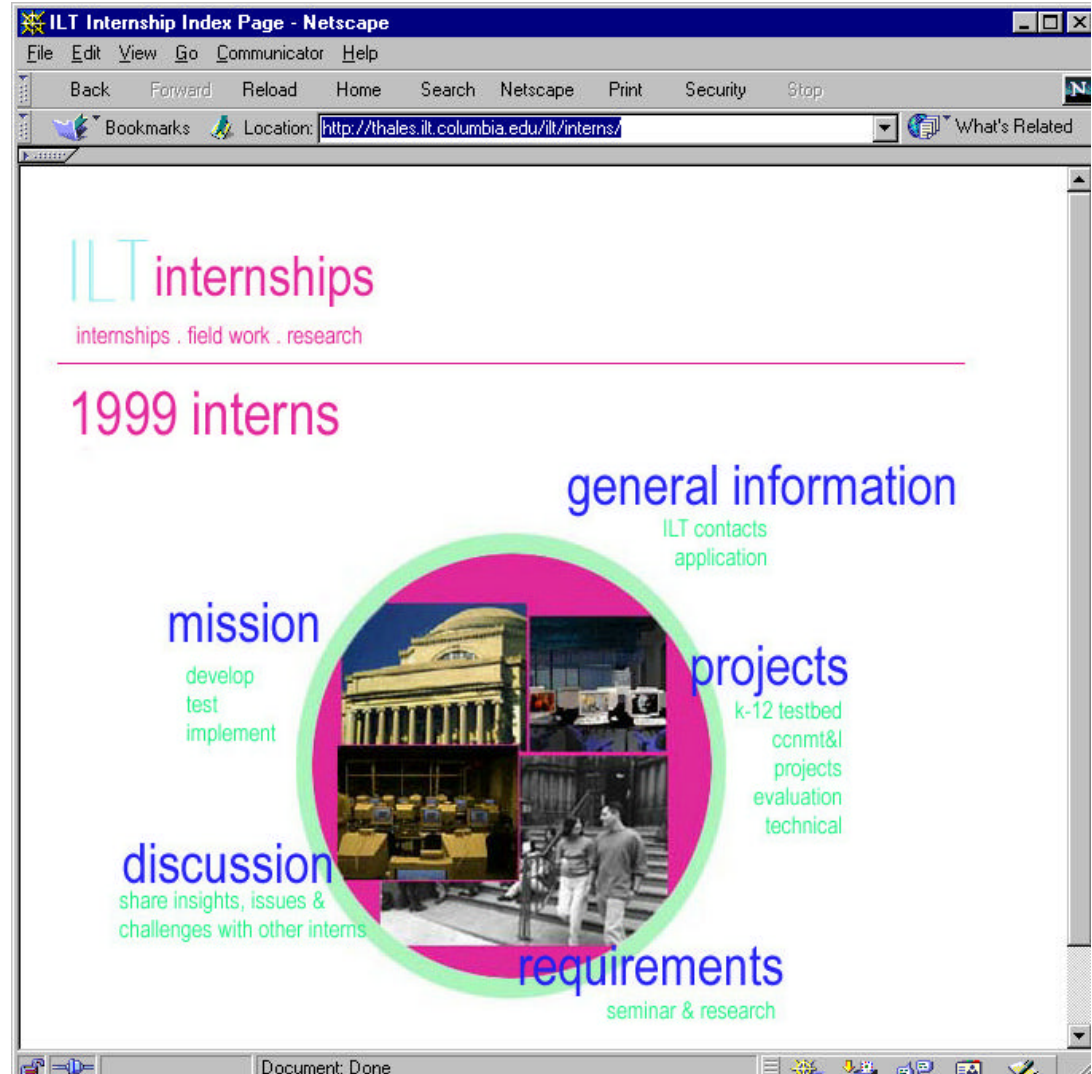 ILT Internship Index Page - Netscape
File Edit View Go Communicator Help
Back Forward Reload Home Search Netscape Print Security Stop
N
Bookmarks Location: http://thales.ilt.columbia.edu/ilt/interns/ What's Related
ILT internships
internships . field work . research
1999 interns
general information
ILT contacts
application
mission
develop
test
implement
projects
k-12 testbed
ccnmt&l
projects
evaluation
technical
discussion
share insights, issues &
challenges with other interns
requirements
seminar & research
Document: Done